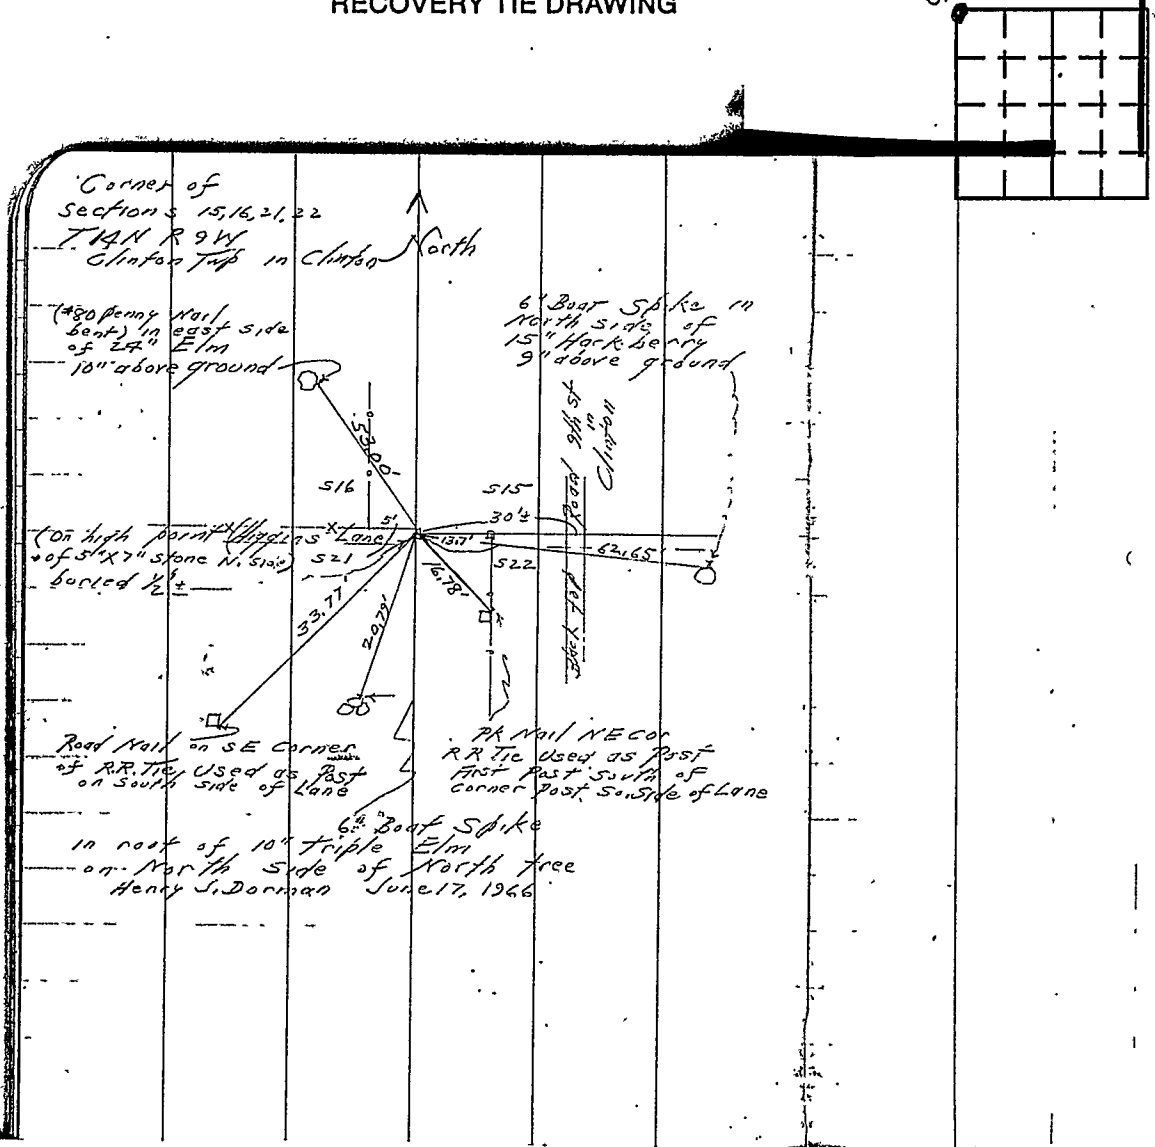 RECOVERY TIE DRAWING
Corner of
Sections 15,16,21,22
T14N R9W
Clinton Twp in Clinton
North
(#80 penny Nail
bent) in east side
of 24" Elm
10" above ground
6" Boat Spike in
North side of
15" Hackberry
9" above ground
53.00'
9th St
in
Clinton
Road
S16
S15
30'±
5'
(On high point
Higgins Lane
of 5"x7" stone N. side)
S21
13.7'
S22
62.65'
buried 1/2' ±
33.77'
20.79'
16.78'
top
Road Nail on SE Corner
of R.R. Tie, Used as Post
on South side of Lane
PK Nail NE Cor
RR Tie Used as Post
First Post South of
Corner Post. So. Side of Lane
6" Boat Spike
in root of 10" triple Elm
on North side of North tree
Henry J. Dorman June 17, 1966